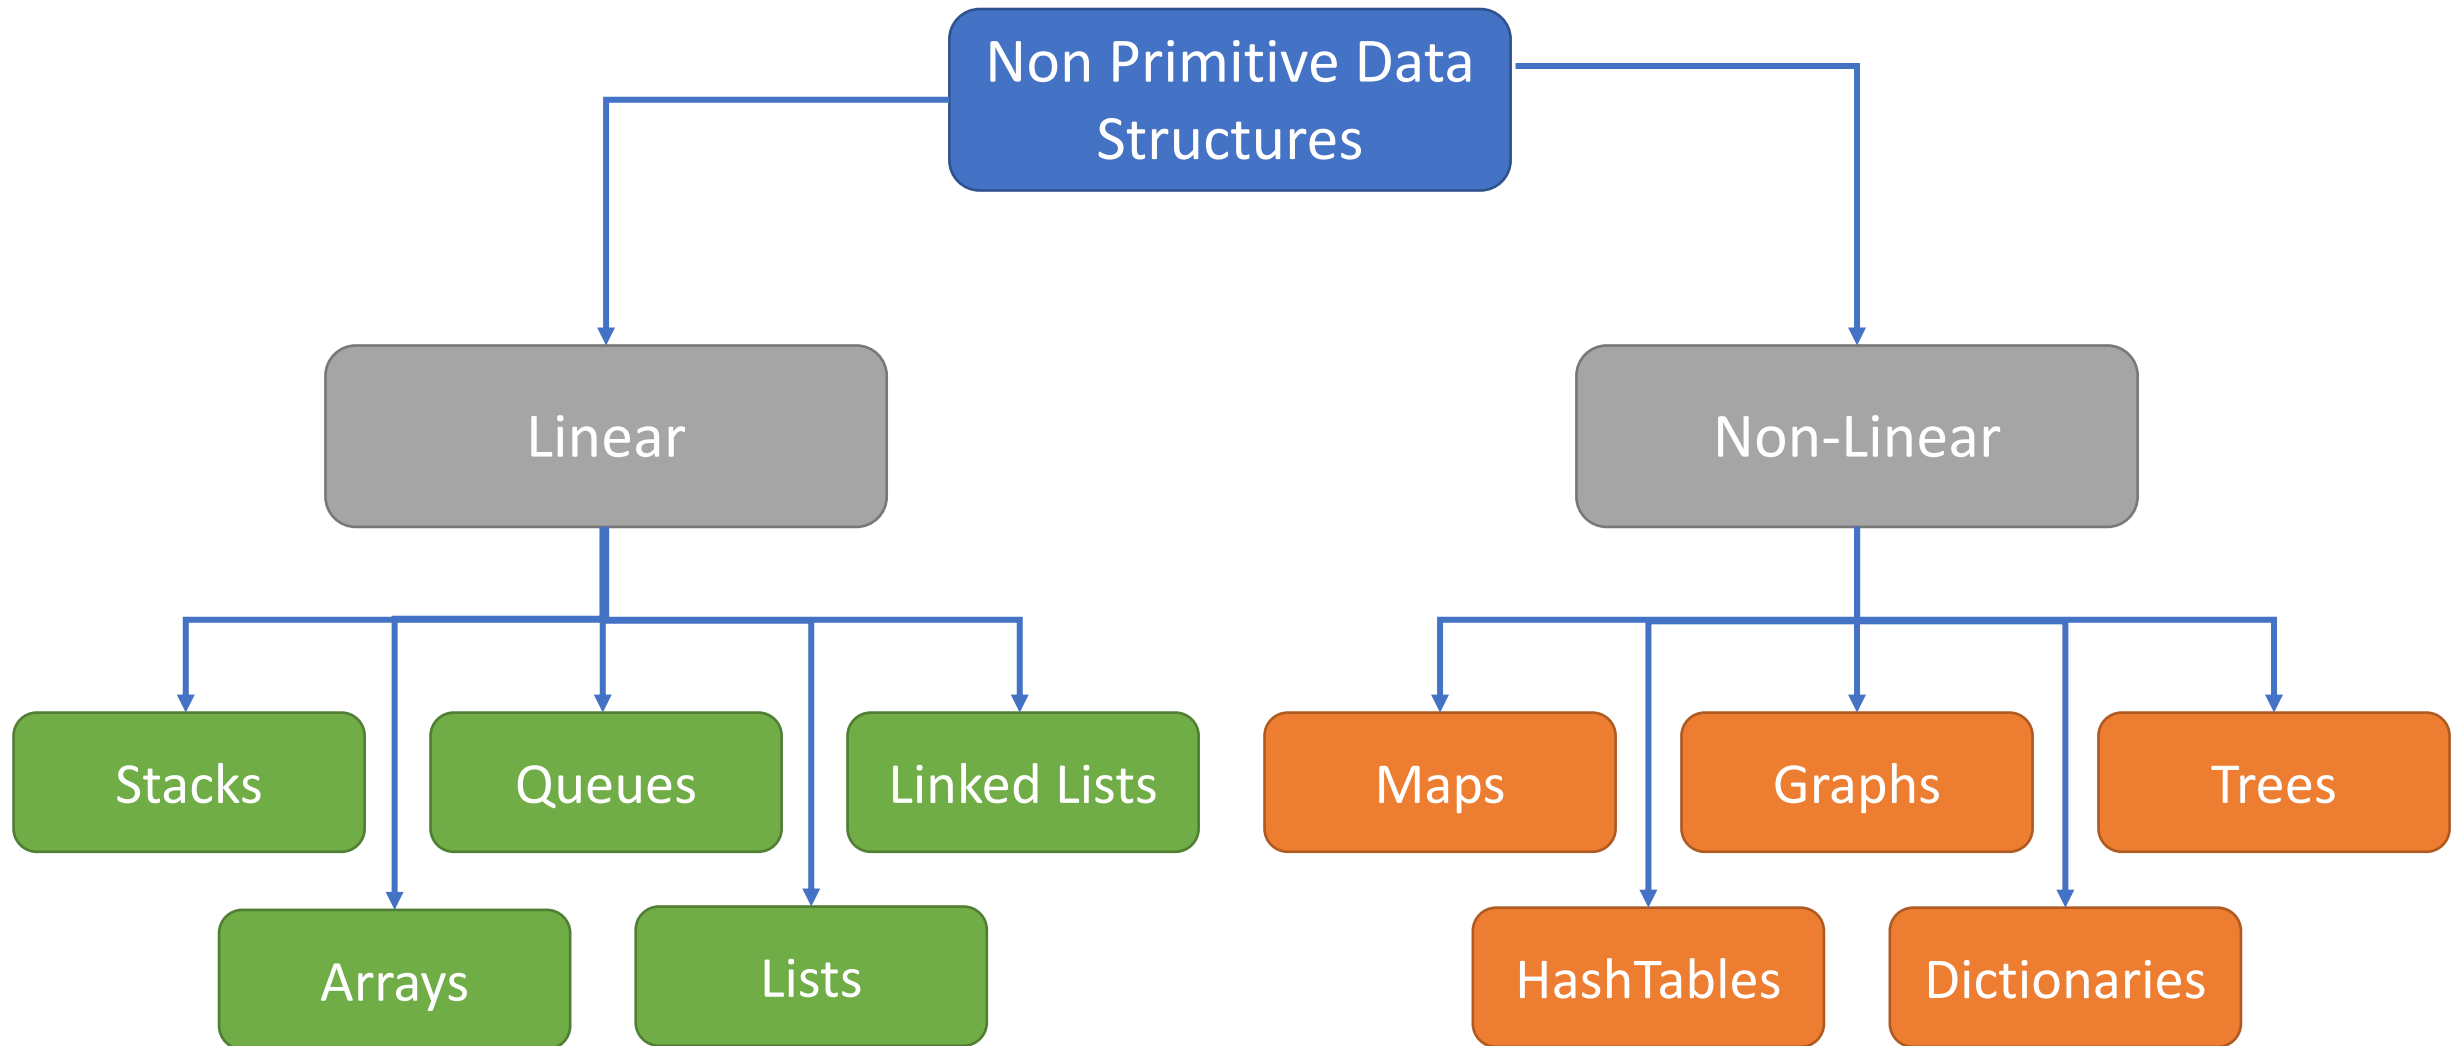 Non Primitive Data
Structures
Linear
Non-Linear
Stacks
Queues
Linked Lists
Maps
Graphs
Trees
Arrays
Lists
HashTables
Dictionaries